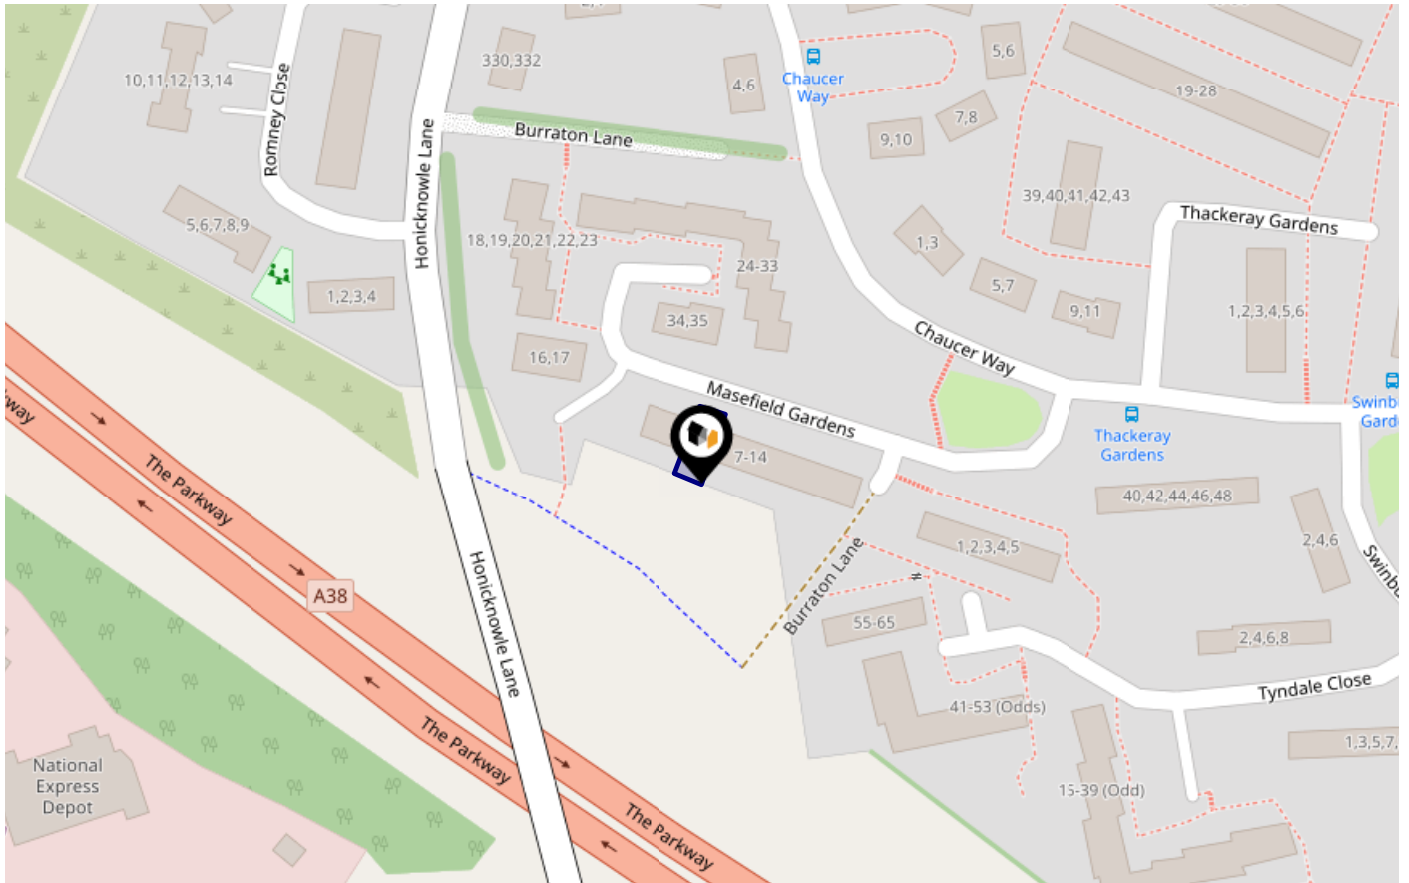 2,4
10,11,12,13,14
Romney Close
330,332
4,6
Chaucer
Way
5,6
19-28
7,8
9,10
Burraton Lane
Honicknowle Lane
39,40,41,42,43
5,6,7,8,9
18,19,20,21,22,23
24-33
1,3
Thackeray Gardens
1,2,3,4
34,35
5,7
9,11
1,2,3,4,5,6
16,17
Chaucer Way
Masefield Gardens
Thackeray
Gardens
Swinb
Gard
way
The Parkway
7-14
40,42,44,46,48
2,4,6
1,2,3,4,5
Swinbu
A38
Burraton Lane
Honicknowle Lane
55-65
2,4,6,8
Tyndale Close
41-53 (Odds)
The Parkway
1,3,5,7,
National
Express
Depot
15-39 (Odd)
The Parkway